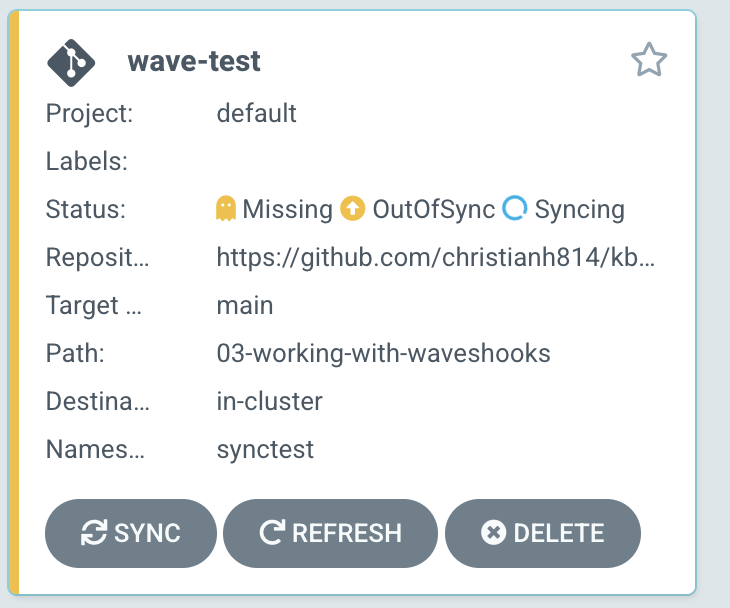 wave-test
Project: default
Labels:
Status: Missing OutOfSync Syncing
Reposit... https://github.com/christianh814/kb...
Target ... main
Path: 03-working-with-waveshooks
Destina... in-cluster
Names... synctest
SYNC REFRESH DELETE